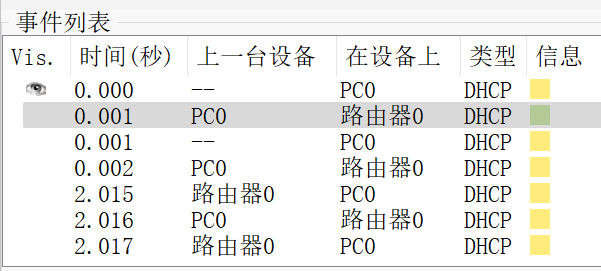 事件列表
Vis. 时间(秒) 上一台设备 在设备上 类型 信息
0.000 -- PC0 DHCP
0.001 PC0 路由器0 DHCP
0.001 -- PC0 DHCP
0.002 PC0 路由器0 DHCP
2.015 路由器0 PC0 DHCP
2.016 PC0 路由器0 DHCP
2.017 路由器0 PC0 DHCP